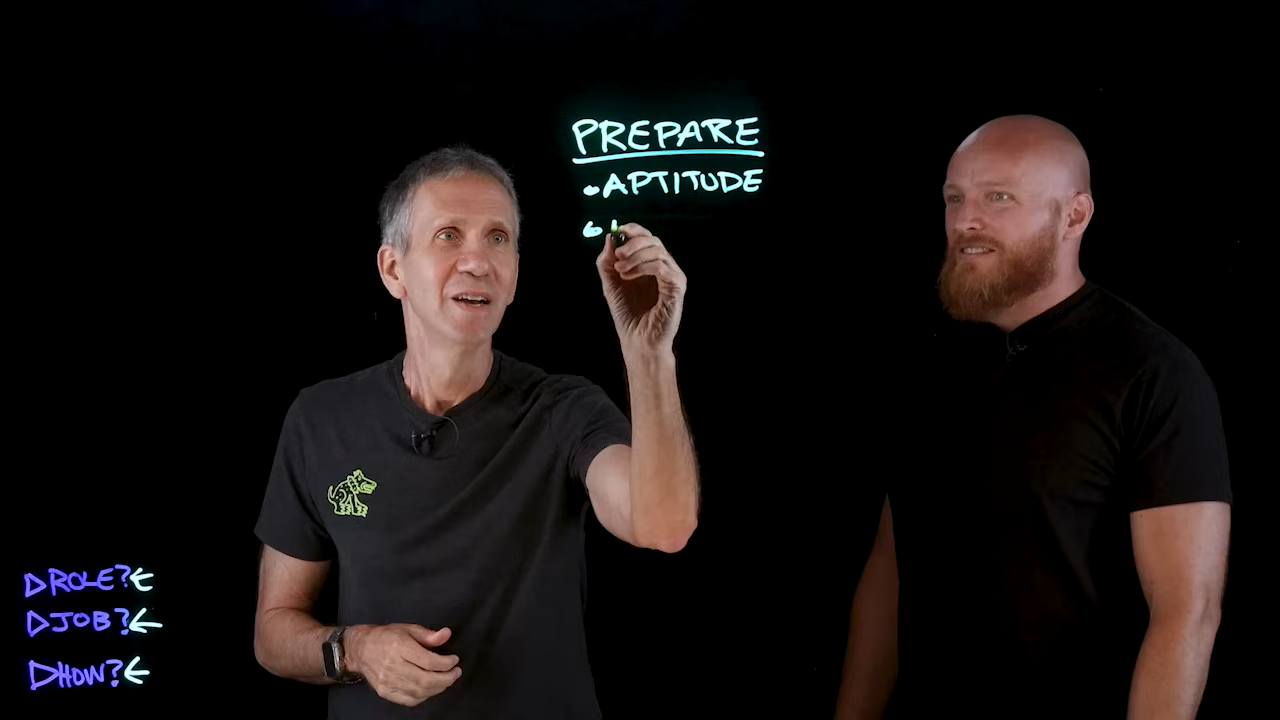 PREPARE
•APTITUDE
•
▷ROLE?←
▷JOB?←
▷HOW?←